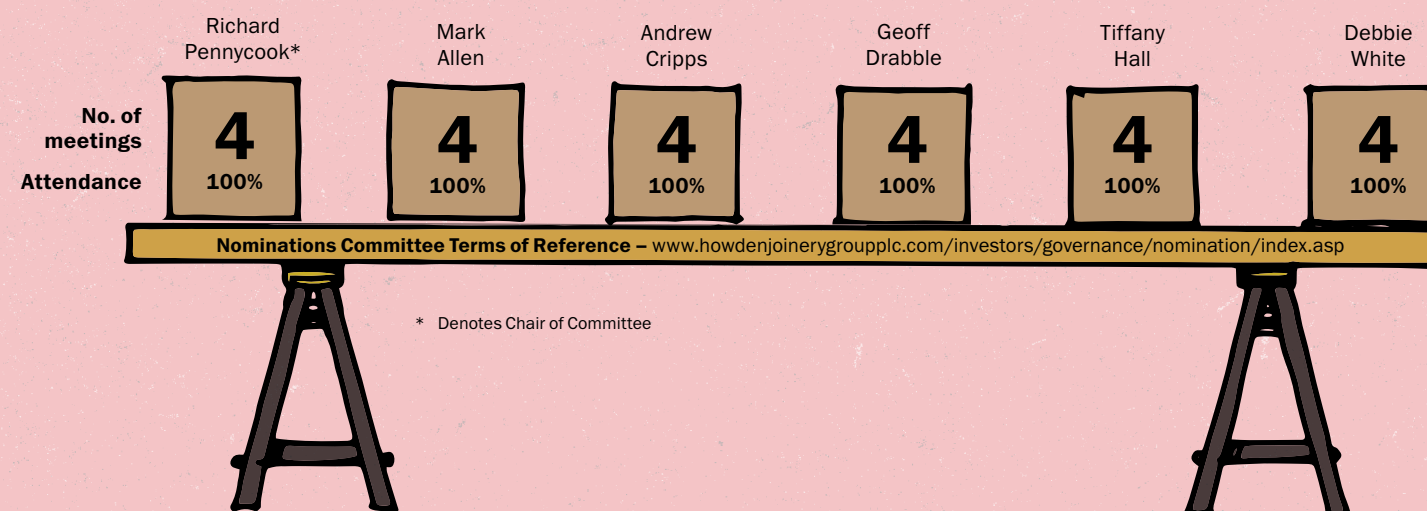 Richard
Pennycook*
Mark
Allen
Andrew
Cripps
Geoff
Drabble
Tiffany
Hall
Debbie
White
No. of
meetings
4
4
4
4
4
4
Attendance
100%
100%
100%
100%
100%
100%
Nominations Committee Terms of Reference – www.howdenjoinerygroupplc.com/investors/governance/nomination/index.asp
* Denotes Chair of Committee